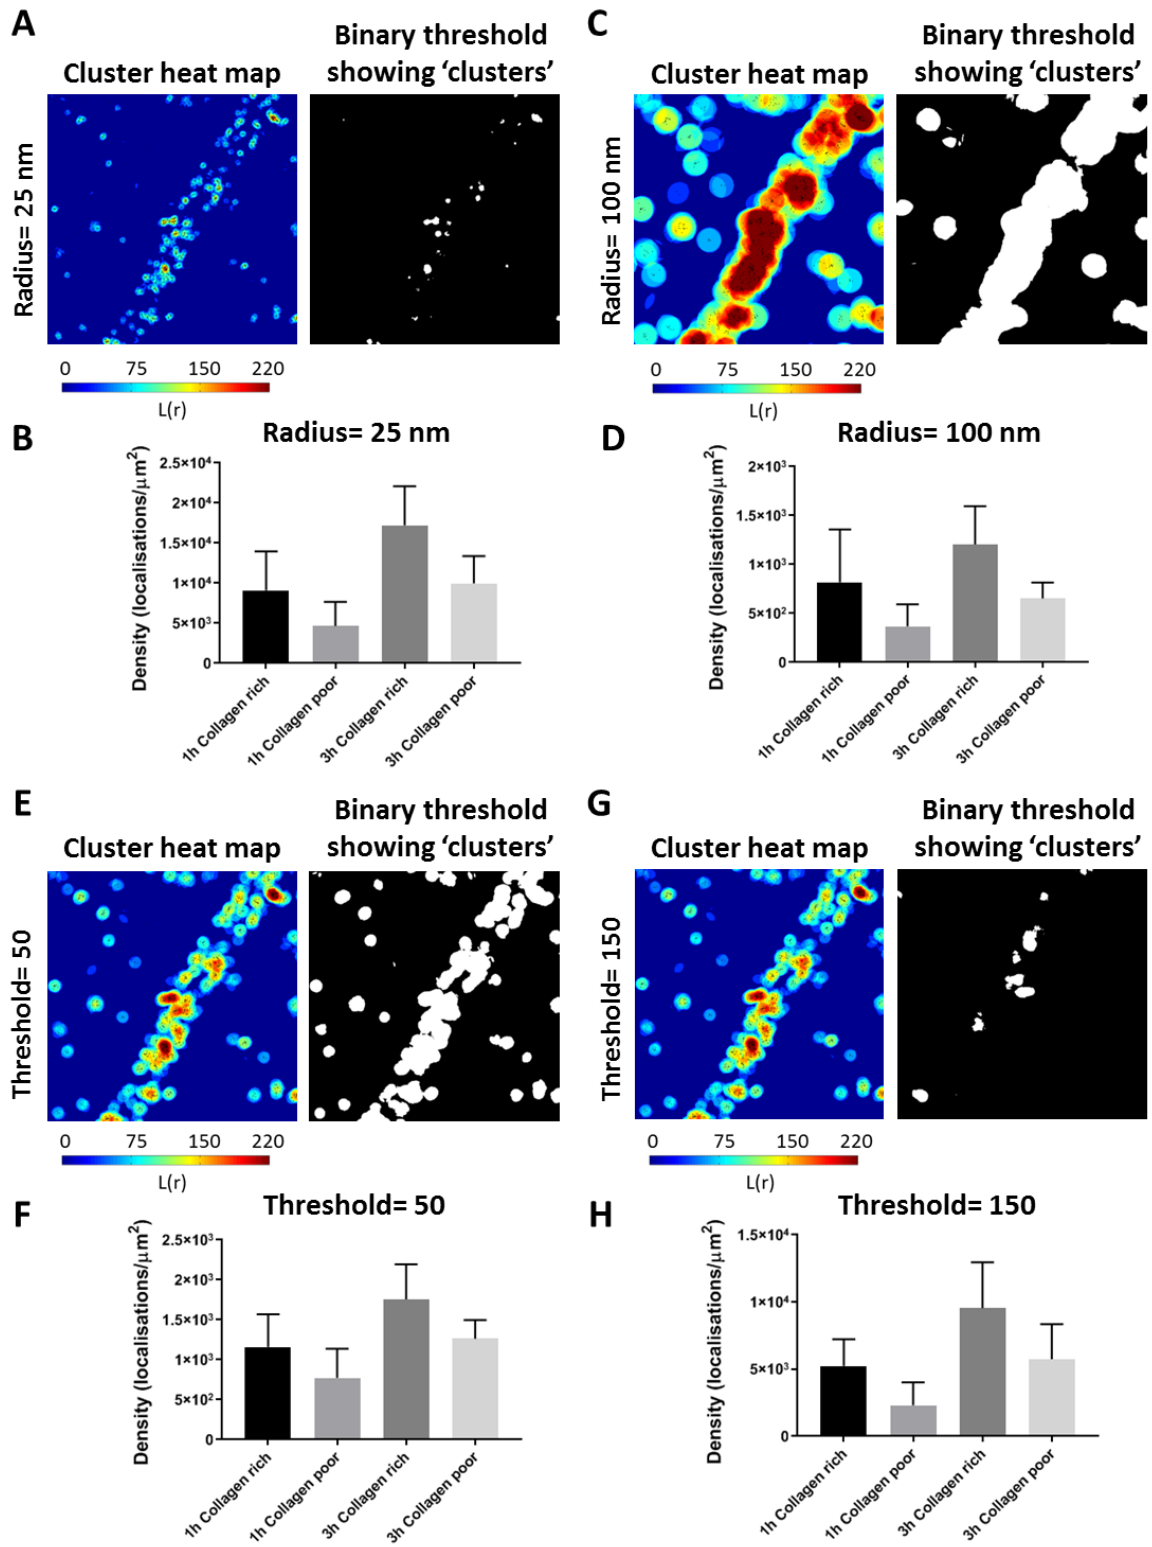 A
Cluster heat map
Binary threshold
showing ‘clusters’
Radius= 25 nm
0 75 150 220
L(r)
C
Cluster heat map
Binary threshold
showing ‘clusters’
Radius= 100 nm
0 75 150 220
L(r)
B
Radius= 25 nm
Density (localisations/μm²)
2.5×10⁴
2×10⁴
1.5×10⁴
1×10⁴
5×10³
0
1h Collagen rich
1h Collagen poor
3h Collagen rich
3h Collagen poor
D
Radius= 100 nm
Density (localisations/μm²)
2×10³
1.5×10³
1×10³
5×10²
0
1h Collagen rich
1h Collagen poor
3h Collagen rich
3h Collagen poor
E
Cluster heat map
Binary threshold
showing ‘clusters’
Threshold= 50
0 75 150 220
L(r)
G
Cluster heat map
Binary threshold
showing ‘clusters’
Threshold= 150
0 75 150 220
L(r)
F
Threshold= 50
Density (localisations/μm²)
2.5×10³
2×10³
1.5×10³
1×10³
5×10²
0
1h Collagen rich
1h Collagen poor
3h Collagen rich
3h Collagen poor
H
Threshold= 150
Density (localisations/μm²)
1.5×10⁴
1×10⁴
5×10³
0
1h Collagen rich
1h Collagen poor
3h Collagen rich
3h Collagen poor